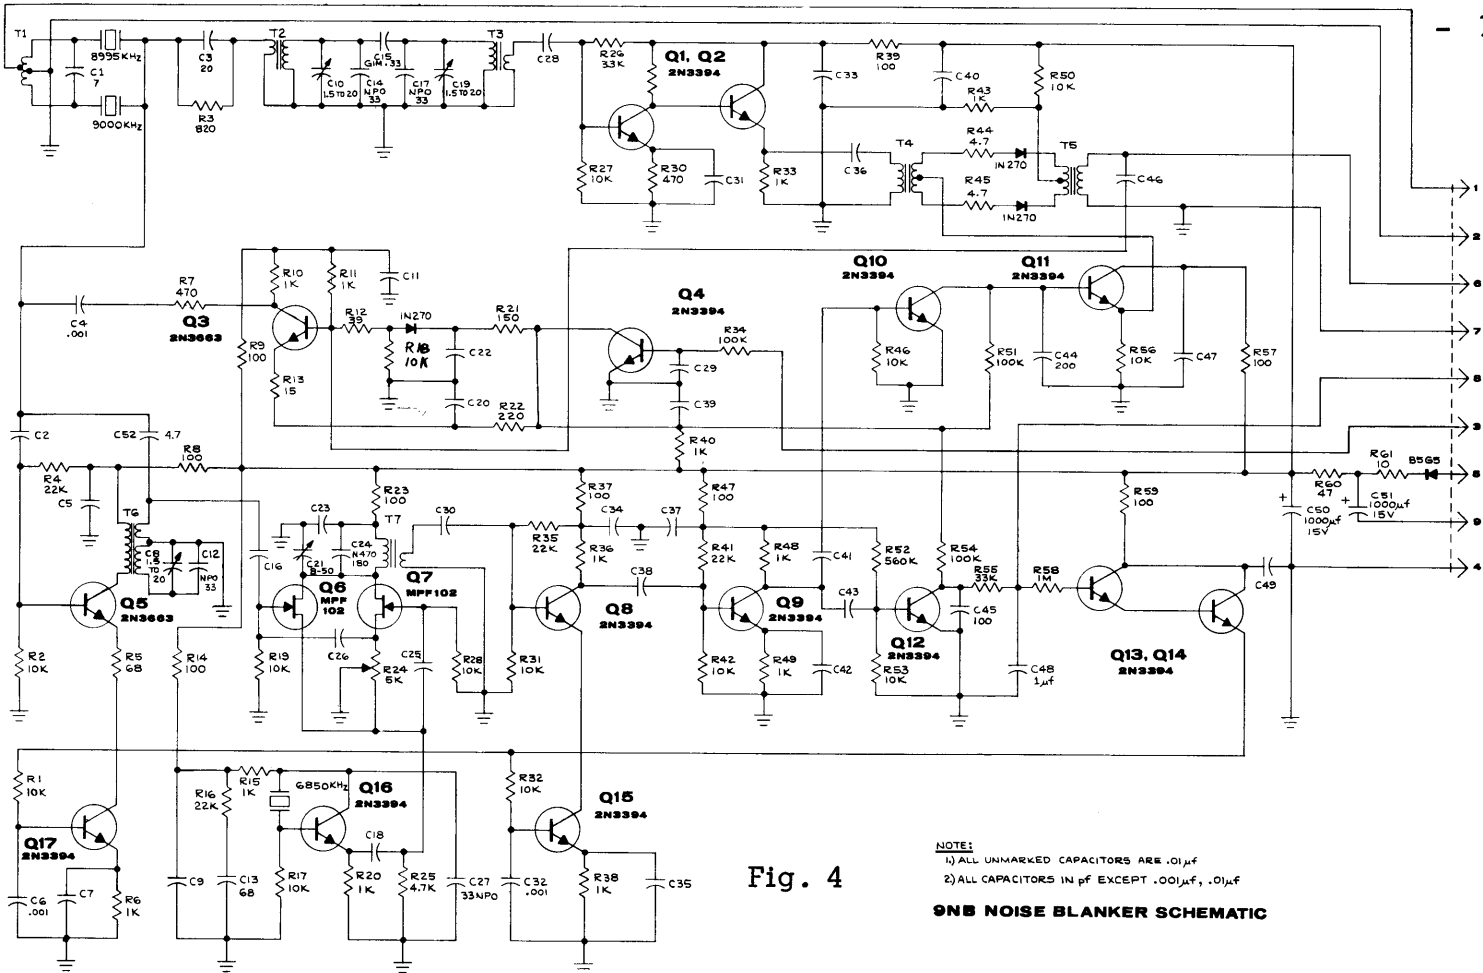 T1
8995KHz
C1
7
9000KHz
C3
20
R3
820
T2
C10
1.5 TO 20
C15
GIM .33
C14
NPO
33
C17
NPO
33
C19
1.5 TO 20
T3
C28
R26
33K
Q1, Q2
2N3394
R27
10K
R30
470
C31
R33
1K
C33
R39
100
C40
R43
1K
R50
10K
C36
T4
R44
4.7
1N270
R45
4.7
1N270
T5
C46
1
2
6
7
8
3
5
9
4
R7
470
C4
.001
Q3
2N3663
R9
100
R10
1K
R11
1K
C11
R12
39
1N270
R18
10K
R13
15
C22
C20
R21
150
R22
220
Q4
2N3394
R34
100K
C29
C39
R40
1K
Q10
2N3394
R46
10K
R51
100K
C44
200
Q11
2N3394
R56
10K
C47
R57
100
C2
C52
4.7
R4
22K
C5
R8
100
T6
C8
1.5
TO
20
C12
NPO
33
Q5
2N3663
R2
10K
R5
68
R14
100
C16
R19
10K
C23
C21
8-50
C24
N470
180
R23
100
T7
C30
Q6
MPF
102
Q7
MPF102
C26
R24
5K
C25
R28
10K
R31
10K
R35
22K
R37
100
C34
C37
R36
1K
C38
Q8
2N3394
R47
100
R41
22K
R48
1K
R42
10K
Q9
2N3394
R49
1K
C42
C41
C43
R52
560K
R53
10K
Q12
2N3394
R54
100K
R55
33K
C45
100
R58
1M
C48
1µf
R59
100
Q13, Q14
2N3394
C49
+
C50
1000µf
15V
R60
47
+
C51
1000µf
15V
R61
10
B5G5
R1
10K
Q17
2N3394
C6
.001
C7
R6
1K
C9
R16
22K
C13
68
R15
1K
6850KHz
R17
10K
Q16
2N3394
C18
R20
1K
R25
4.7K
C27
33NPO
R32
10K
C32
.001
Q15
2N3394
R38
1K
C35
Fig. 4
NOTE:
1.) ALL UNMARKED CAPACITORS ARE .01µf
2) ALL CAPACITORS IN pf EXCEPT .001µf, .01µf
9NB NOISE BLANKER SCHEMATIC